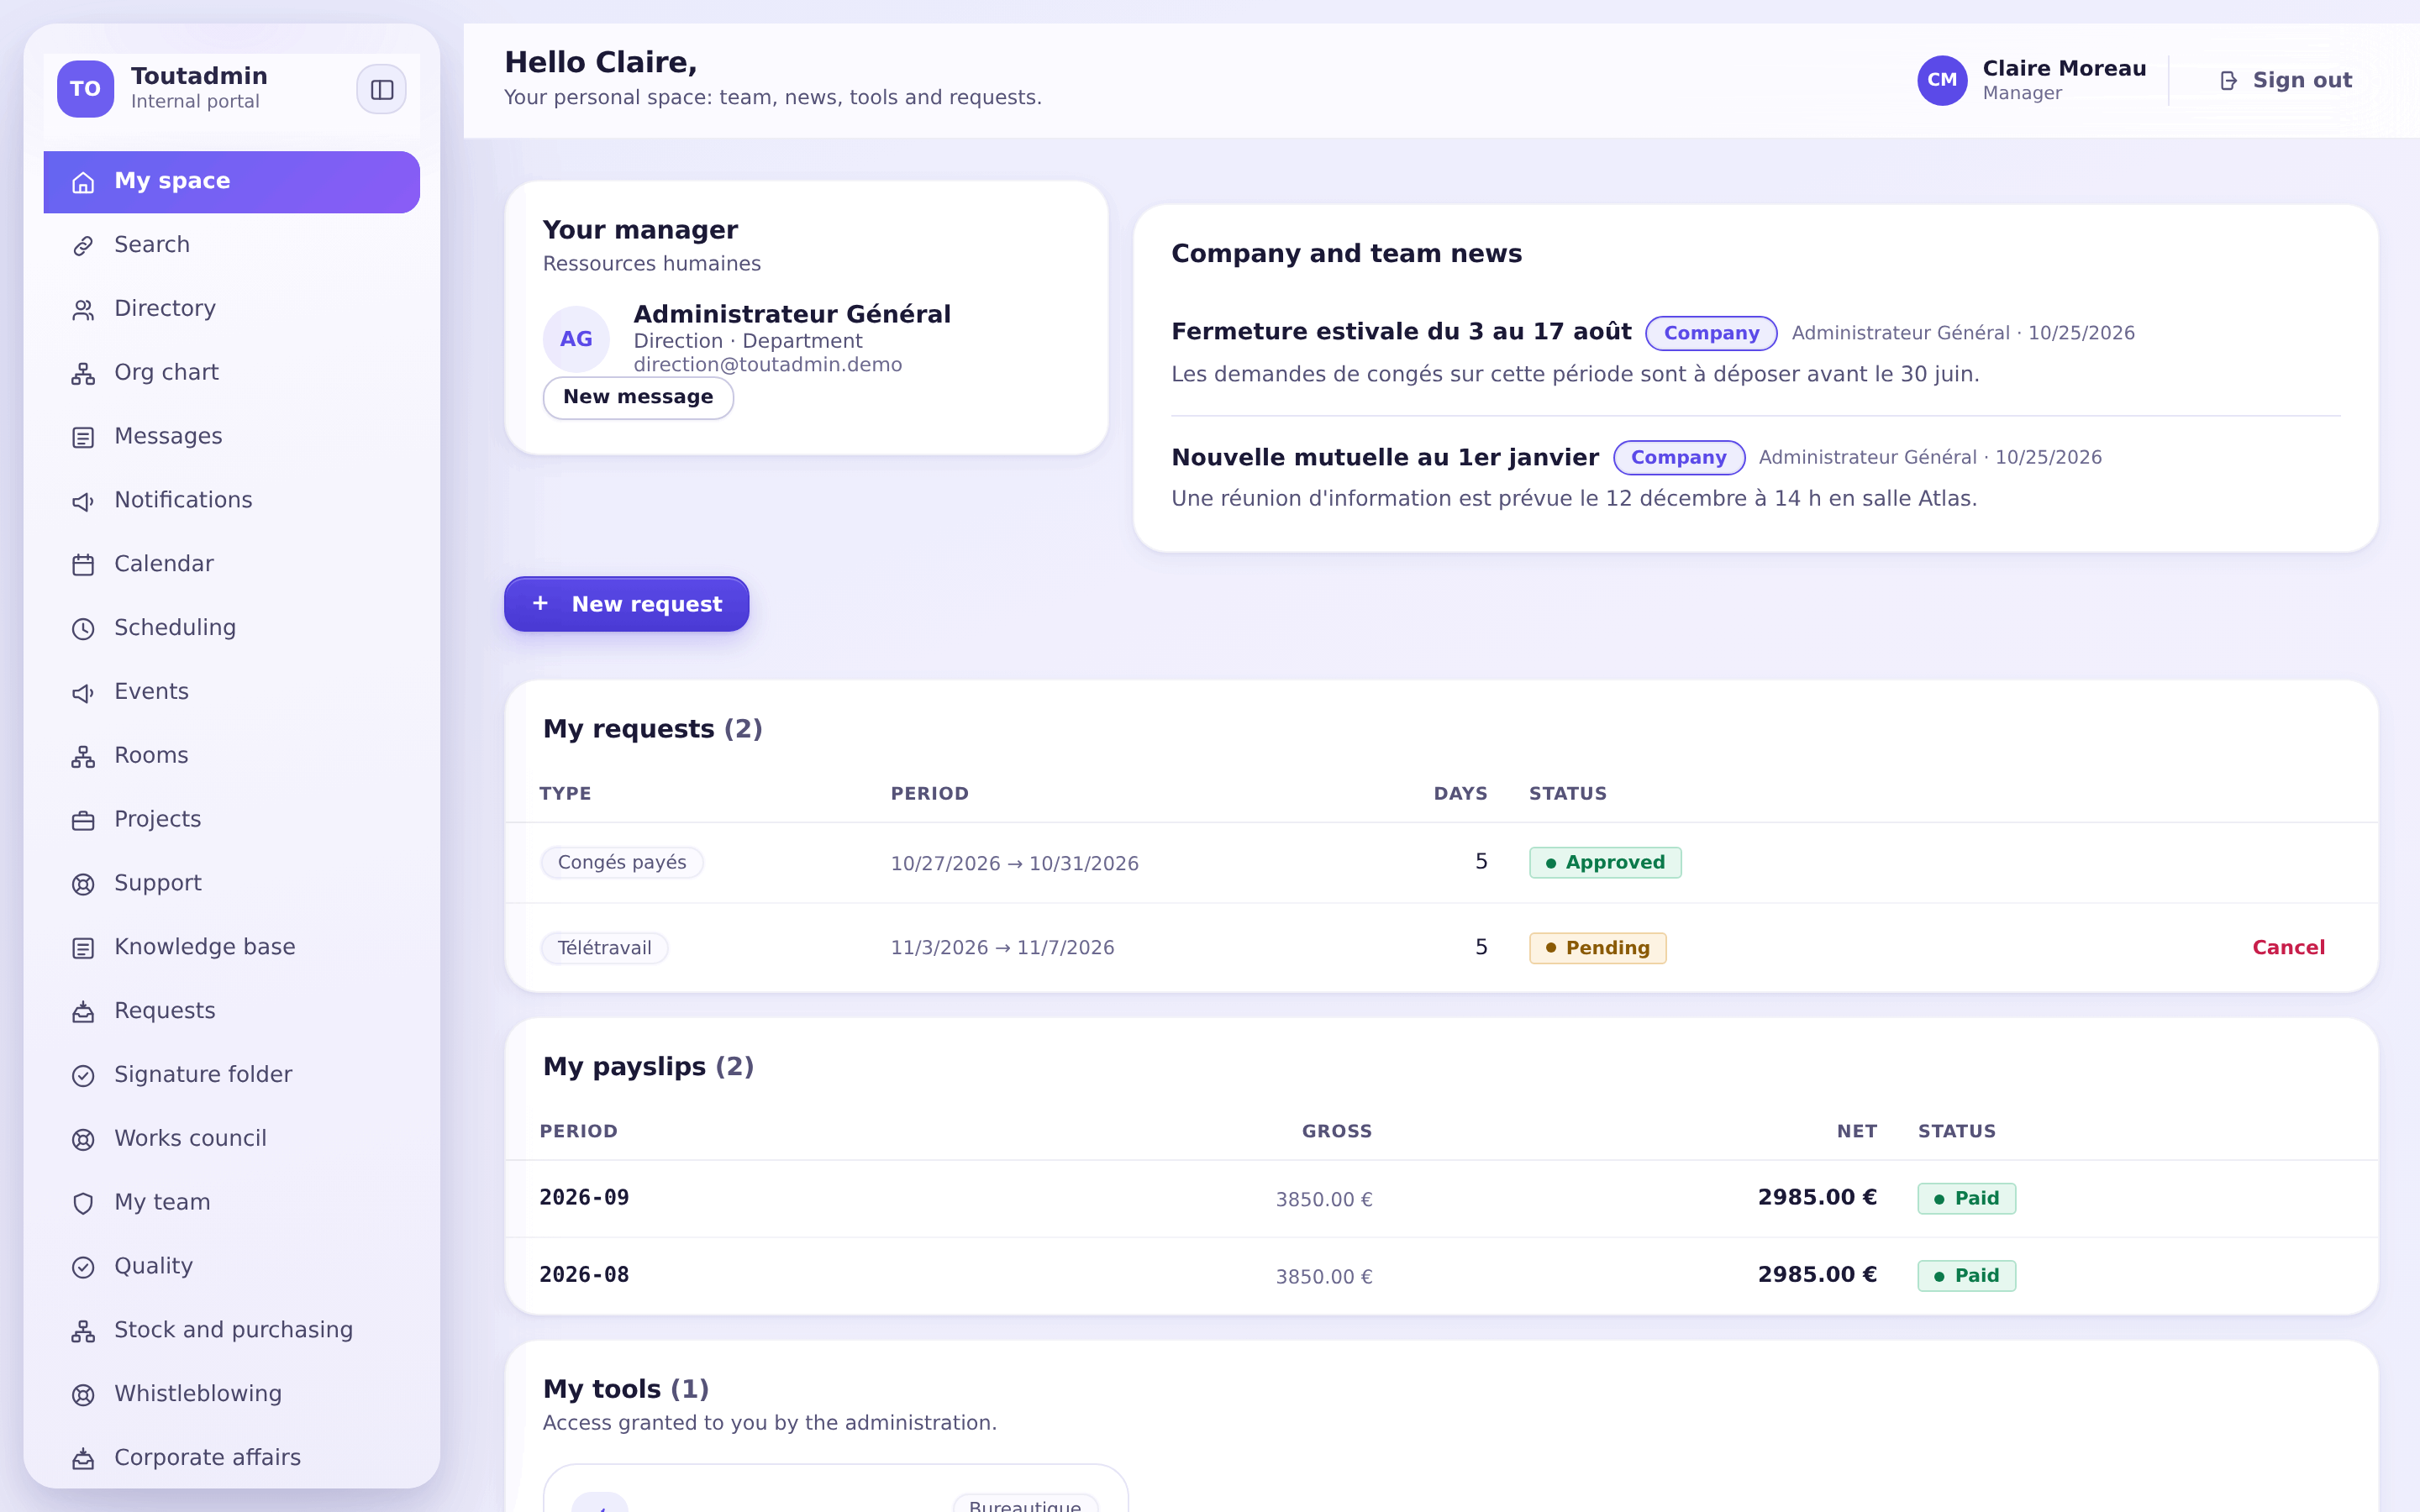 TO
Toutadmin
Internal portal
My space
Search
Directory
Org chart
Messages
Notifications
Calendar
Scheduling
Events
Rooms
Projects
Support
Knowledge base
Requests
Signature folder
Works council
My team
Quality
Stock and purchasing
Whistleblowing
Corporate affairs
Hello Claire,
Your personal space: team, news, tools and requests.
CM
Claire Moreau
Manager
Sign out
Your manager
Ressources humaines
AG
Administrateur Général
Direction · Department
direction@toutadmin.demo
New message
Company and team news
Fermeture estivale du 3 au 17 août Company Administrateur Général · 10/25/2026
Les demandes de congés sur cette période sont à déposer avant le 30 juin.
Nouvelle mutuelle au 1er janvier Company Administrateur Général · 10/25/2026
Une réunion d'information est prévue le 12 décembre à 14 h en salle Atlas.
+ New request
My requests (2)
TYPE PERIOD DAYS STATUS
Congés payés 10/27/2026 → 10/31/2026 5 Approved
Télétravail 11/3/2026 → 11/7/2026 5 Pending Cancel
My payslips (2)
PERIOD GROSS NET STATUS
2026-09 3850.00 € 2985.00 € Paid
2026-08 3850.00 € 2985.00 € Paid
My tools (1)
Access granted to you by the administration.
Bureautique